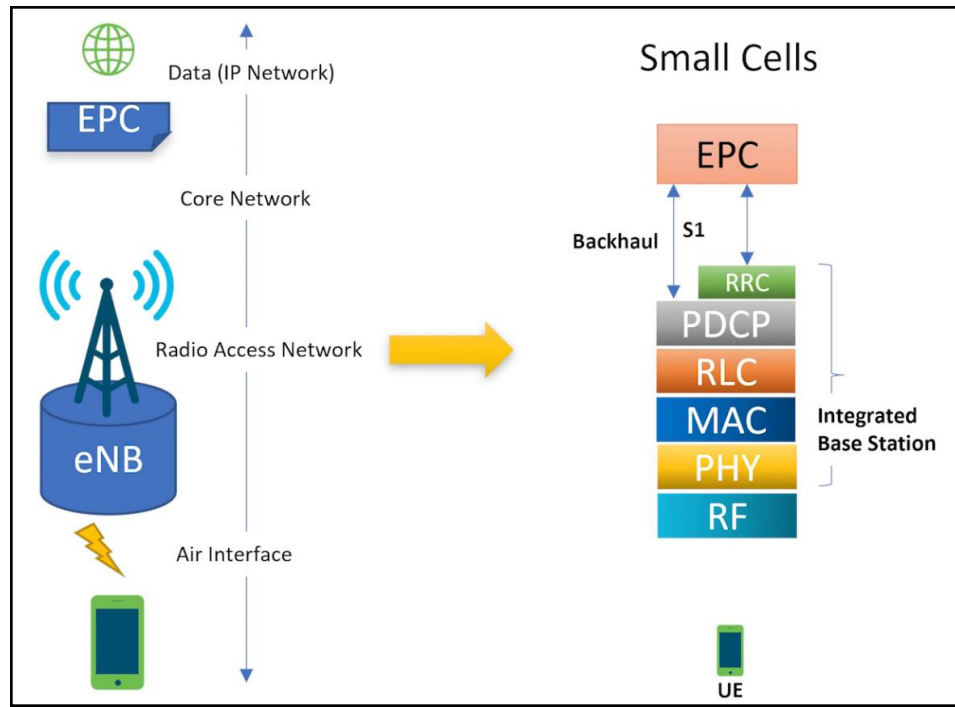 Data (IP Network)
EPC
Core Network
Radio Access Network
eNB
Air Interface
Small Cells
EPC
Backhaul
S1
RRC
PDCP
RLC
MAC
PHY
RF
Integrated
Base Station
UE